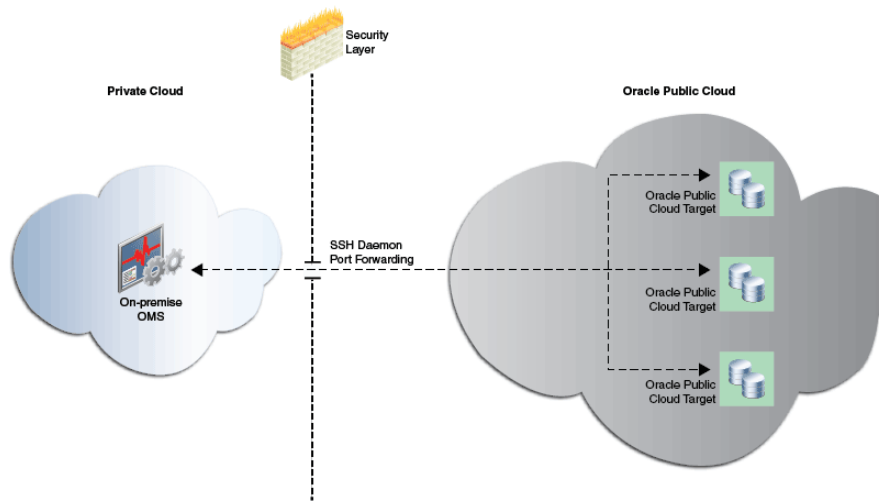 Security
Layer
Private Cloud
Oracle Public Cloud
Oracle Public
Cloud Target
SSH Daemon
Port Forwarding
On-premise
OMS
Oracle Public
Cloud Target
Oracle Public
Cloud Target